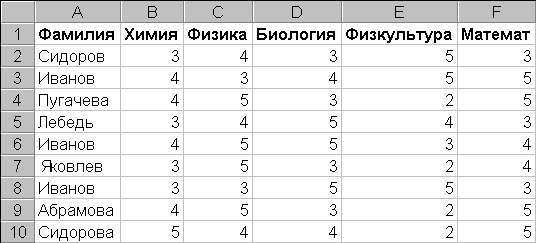 A B C D E F
1 Фамилия Химия Физика Биология Физкультура Математ
2 Сидоров 3 4 3 5 3
3 Иванов 4 3 4 5 5
4 Пугачева 4 5 3 2 5
5 Лебедь 3 4 5 4 3
6 Иванов 4 5 5 3 4
7 Яковлев 3 5 3 2 4
8 Иванов 3 3 5 5 3
9 Абрамова 4 5 3 2 5
10 Сидорова 5 4 4 2 5